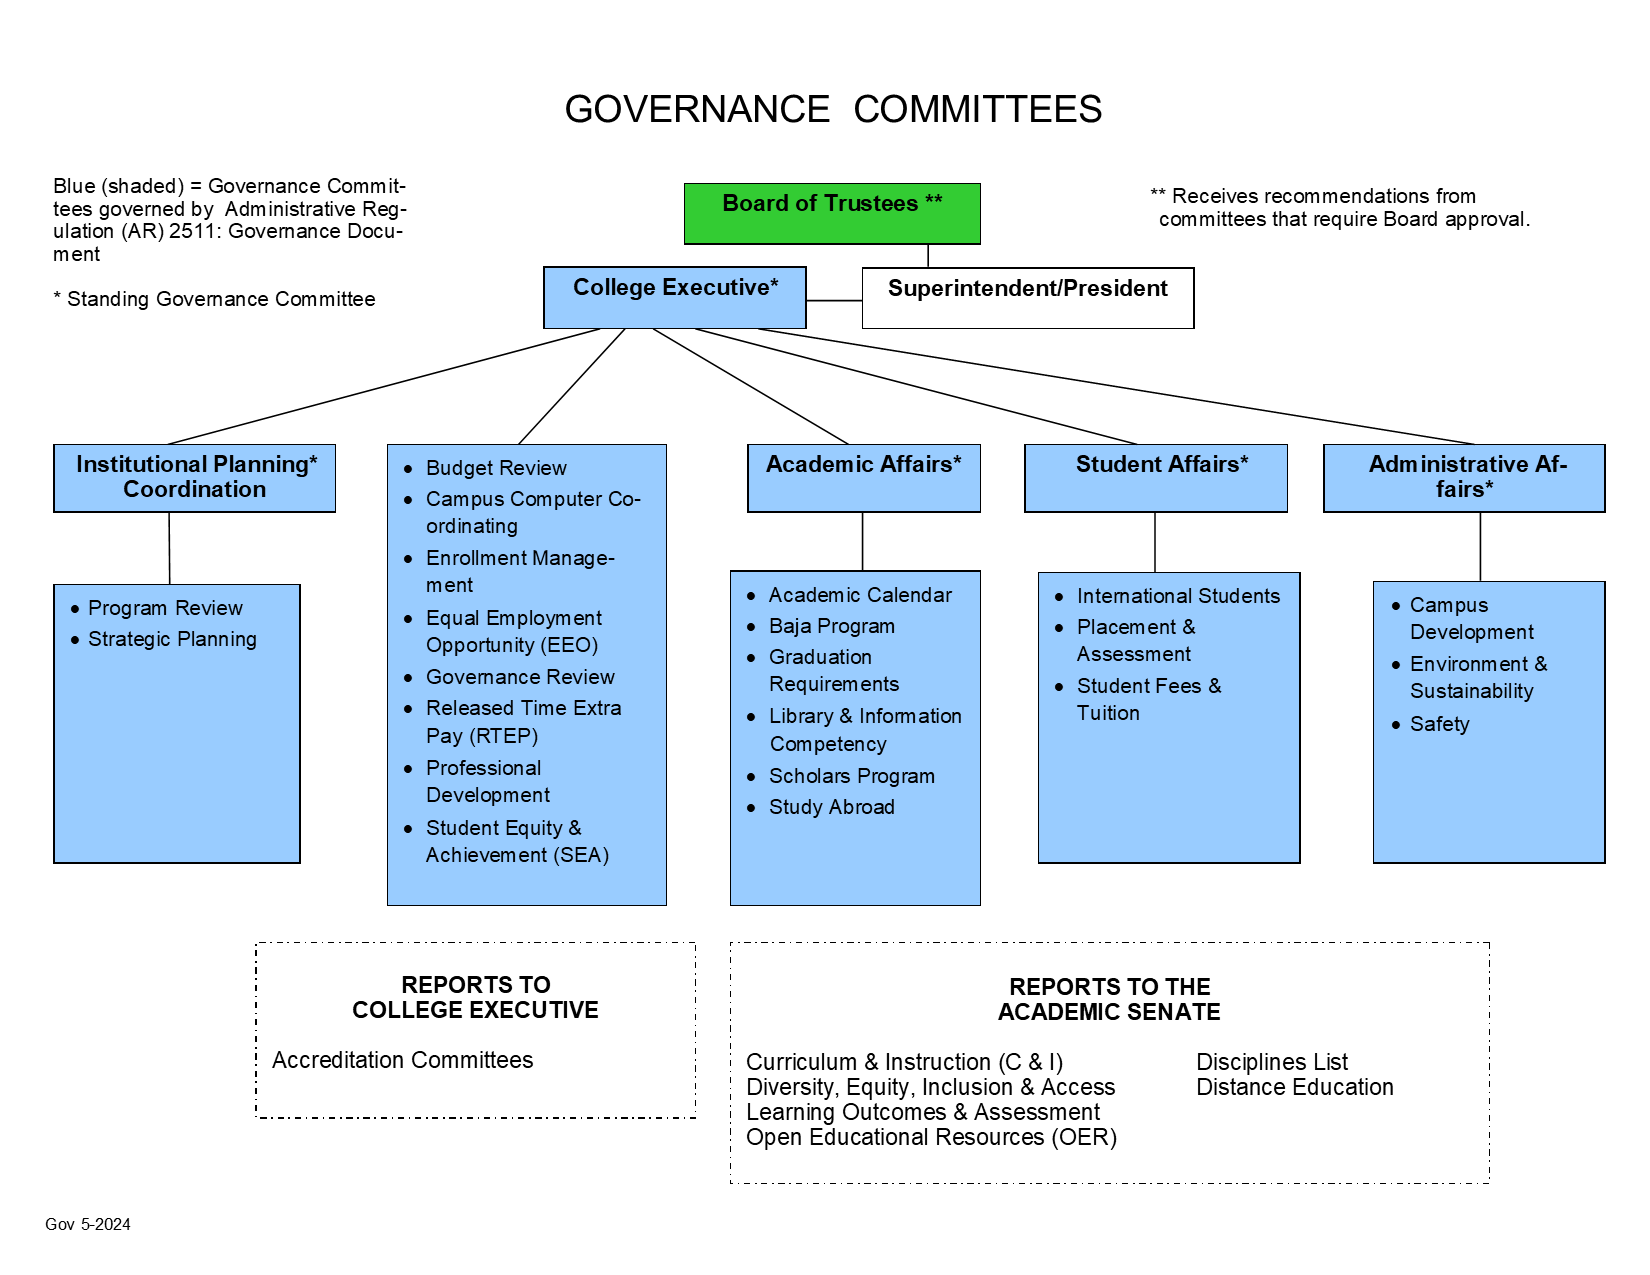 GOVERNANCE COMMITTEES
Blue (shaded) = Governance Commit-
tees governed by Administrative Reg-
ulation (AR) 2511: Governance Docu-
ment
* Standing Governance Committee
Board of Trustees **
** Receives recommendations from
committees that require Board approval.
College Executive*
Superintendent/President
Institutional Planning*
Coordination
• Program Review
• Strategic Planning
• Budget Review
• Campus Computer Co-
ordinating
• Enrollment Manage-
ment
• Equal Employment
Opportunity (EEO)
• Governance Review
• Released Time Extra
Pay (RTEP)
• Professional
Development
• Student Equity &
Achievement (SEA)
Academic Affairs*
• Academic Calendar
• Baja Program
• Graduation
Requirements
• Library & Information
Competency
• Scholars Program
• Study Abroad
Student Affairs*
• International Students
• Placement &
Assessment
• Student Fees &
Tuition
Administrative Af-
fairs*
• Campus
Development
• Environment &
Sustainability
• Safety
REPORTS TO
COLLEGE EXECUTIVE
Accreditation Committees
REPORTS TO THE
ACADEMIC SENATE
Curriculum & Instruction (C & I)
Diversity, Equity, Inclusion & Access
Learning Outcomes & Assessment
Open Educational Resources (OER)
Disciplines List
Distance Education
Gov 5-2024